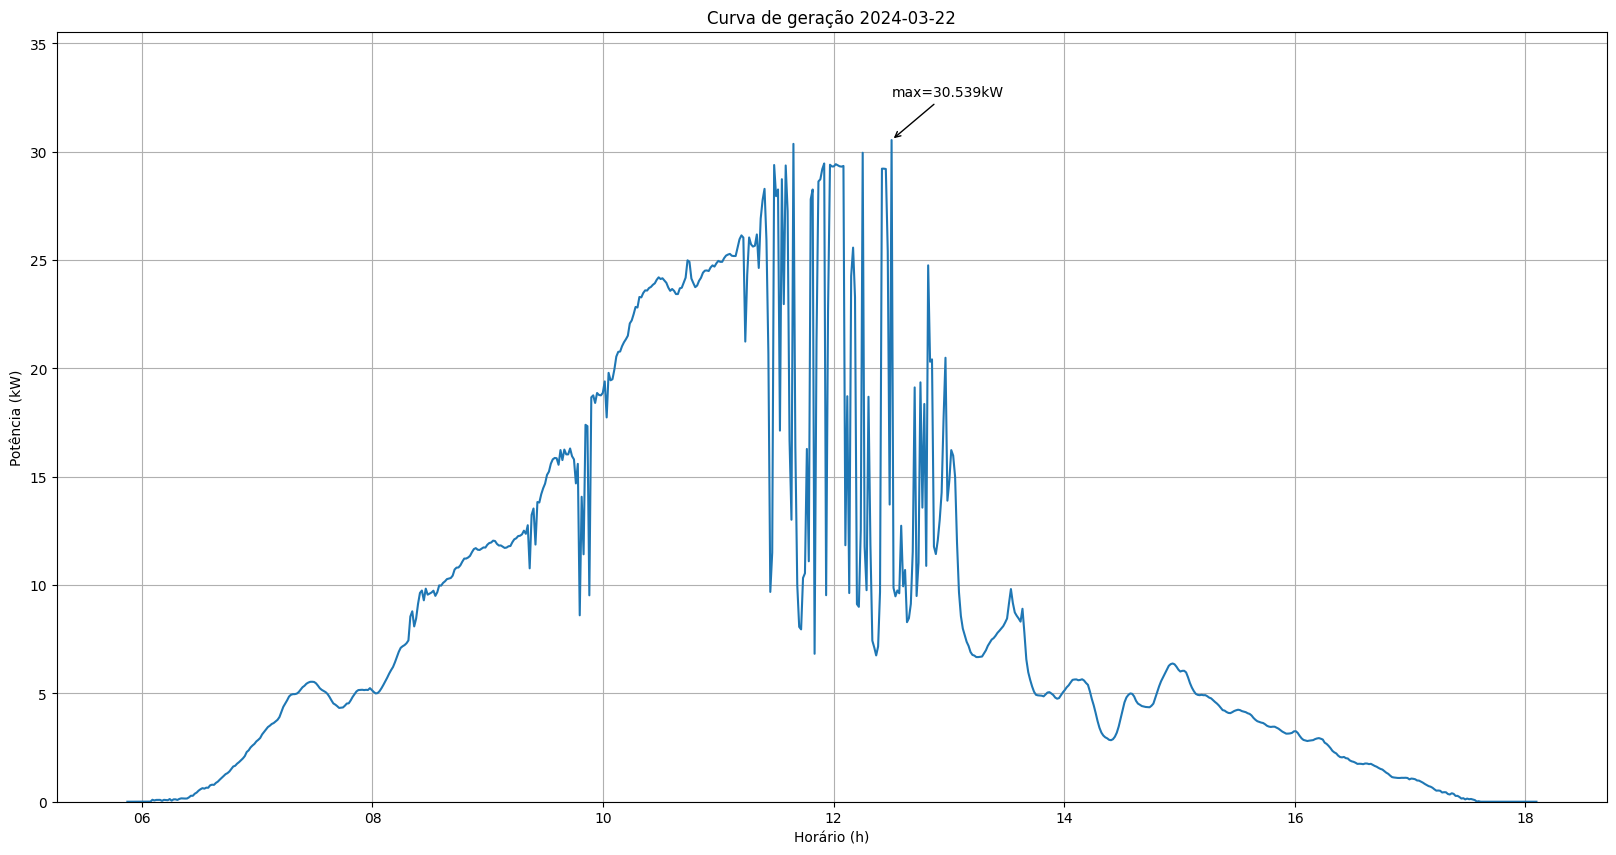 Curva de geração 2024-03-22
max=30.539kW
Potência (kW)
35
30
25
20
15
10
5
0
06 08 10 12 14 16 18
Horário (h)